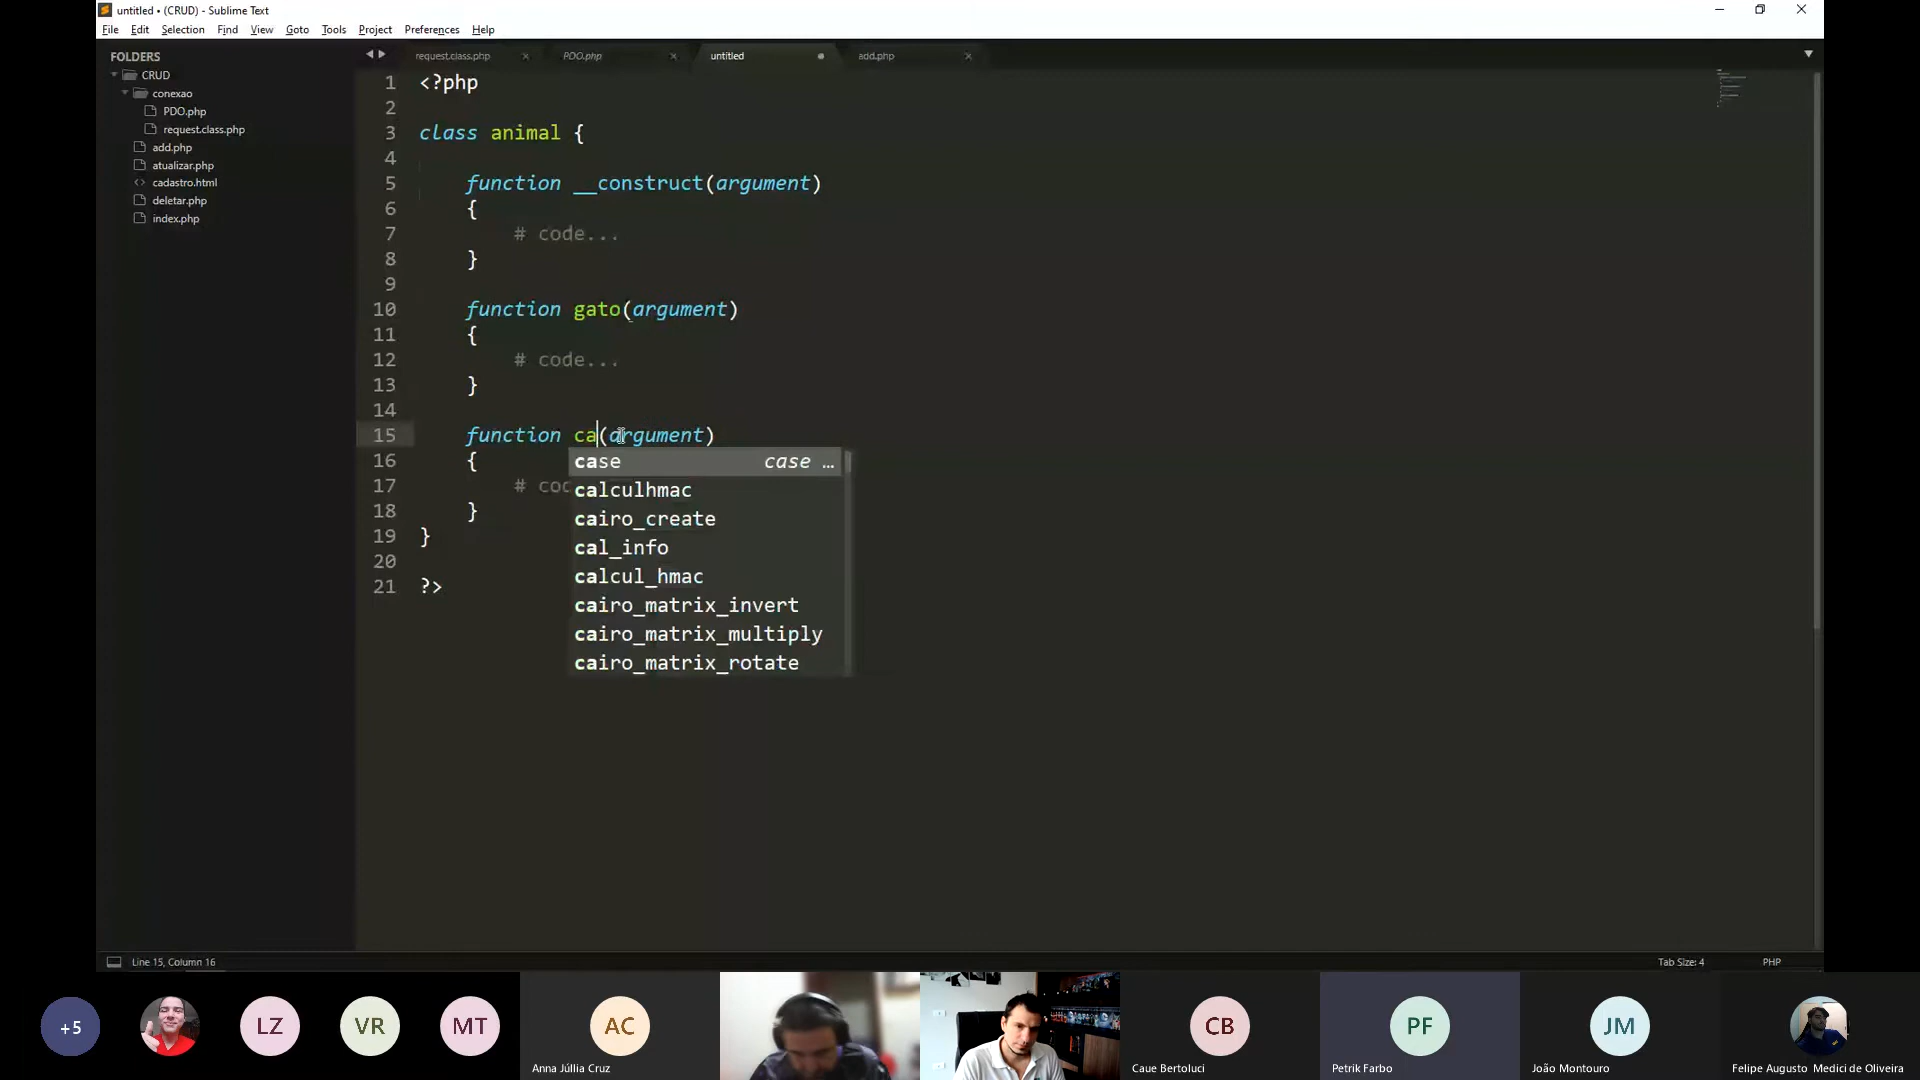 untitled • (CRUD) - Sublime Text
File Edit Selection Find View Goto Tools Project Preferences Help
FOLDERS
CRUD
conexao
PDO.php
request.class.php
add.php
atualizar.php
cadastro.html
deletar.php
index.php
request.class.php PDO.php untitled add.php
1 <?php
2
3 class animal {
4
5 function __construct(argument)
6 {
7 # code...
8 }
9
10 function gato(argument)
11 {
12 # code...
13 }
14
15 function ca(argument)
16 {
17 # cod
18 }
19 }
20
21 ?>
case case …
calculhmac
cairo_create
cal_info
calcul_hmac
cairo_matrix_invert
cairo_matrix_multiply
cairo_matrix_rotate
Line 15, Column 16
Tab Size: 4
PHP
+5
LZ
VR
MT
AC
Anna Júllia Cruz
CB
Caue Bertoluci
PF
Petrik Farbo
JM
João Montouro
Felipe Augusto Medici de Oliveira